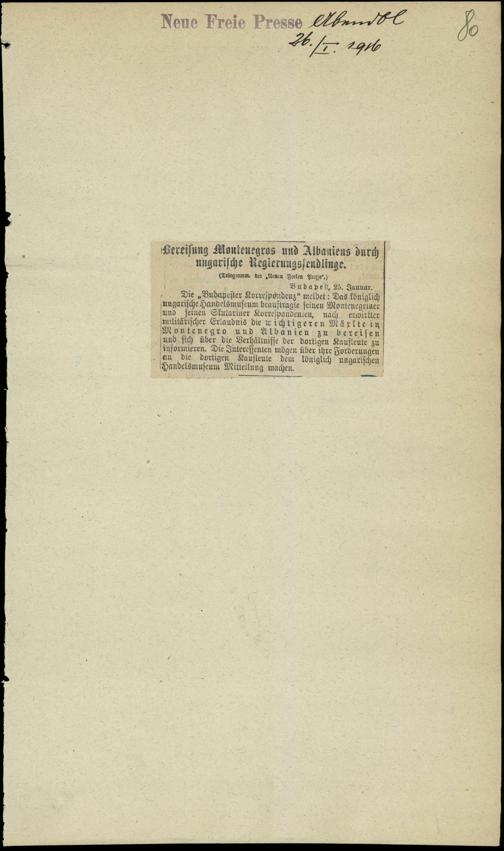 Neue Freie Presse Abendbl
26./I. 1916
80
Bereisung Montenegros und Albaniens durch
ungarische Regierungssendlinge.
(Telegramm der „Neuen Freien Presse“.)
Budapest, 25. Januar.
Die „Budapester Korrespondenz“ meldet: Das königlich
ungarische Handelsmuseum beauftragte seinen Montenegriner
und seinen Skutariner Korrespondenten, nach erwirkter
militärischer Erlaubnis die wichtigeren Märkte in
Montenegro und Albanien zu bereisen
und sich über die Verhältnisse der dortigen Kaufleute zu
informieren. Die Interessenten mögen über ihre Forderungen
an die dortigen Kaufleute dem königlich ungarischen
Handelsmuseum Mitteilung machen.